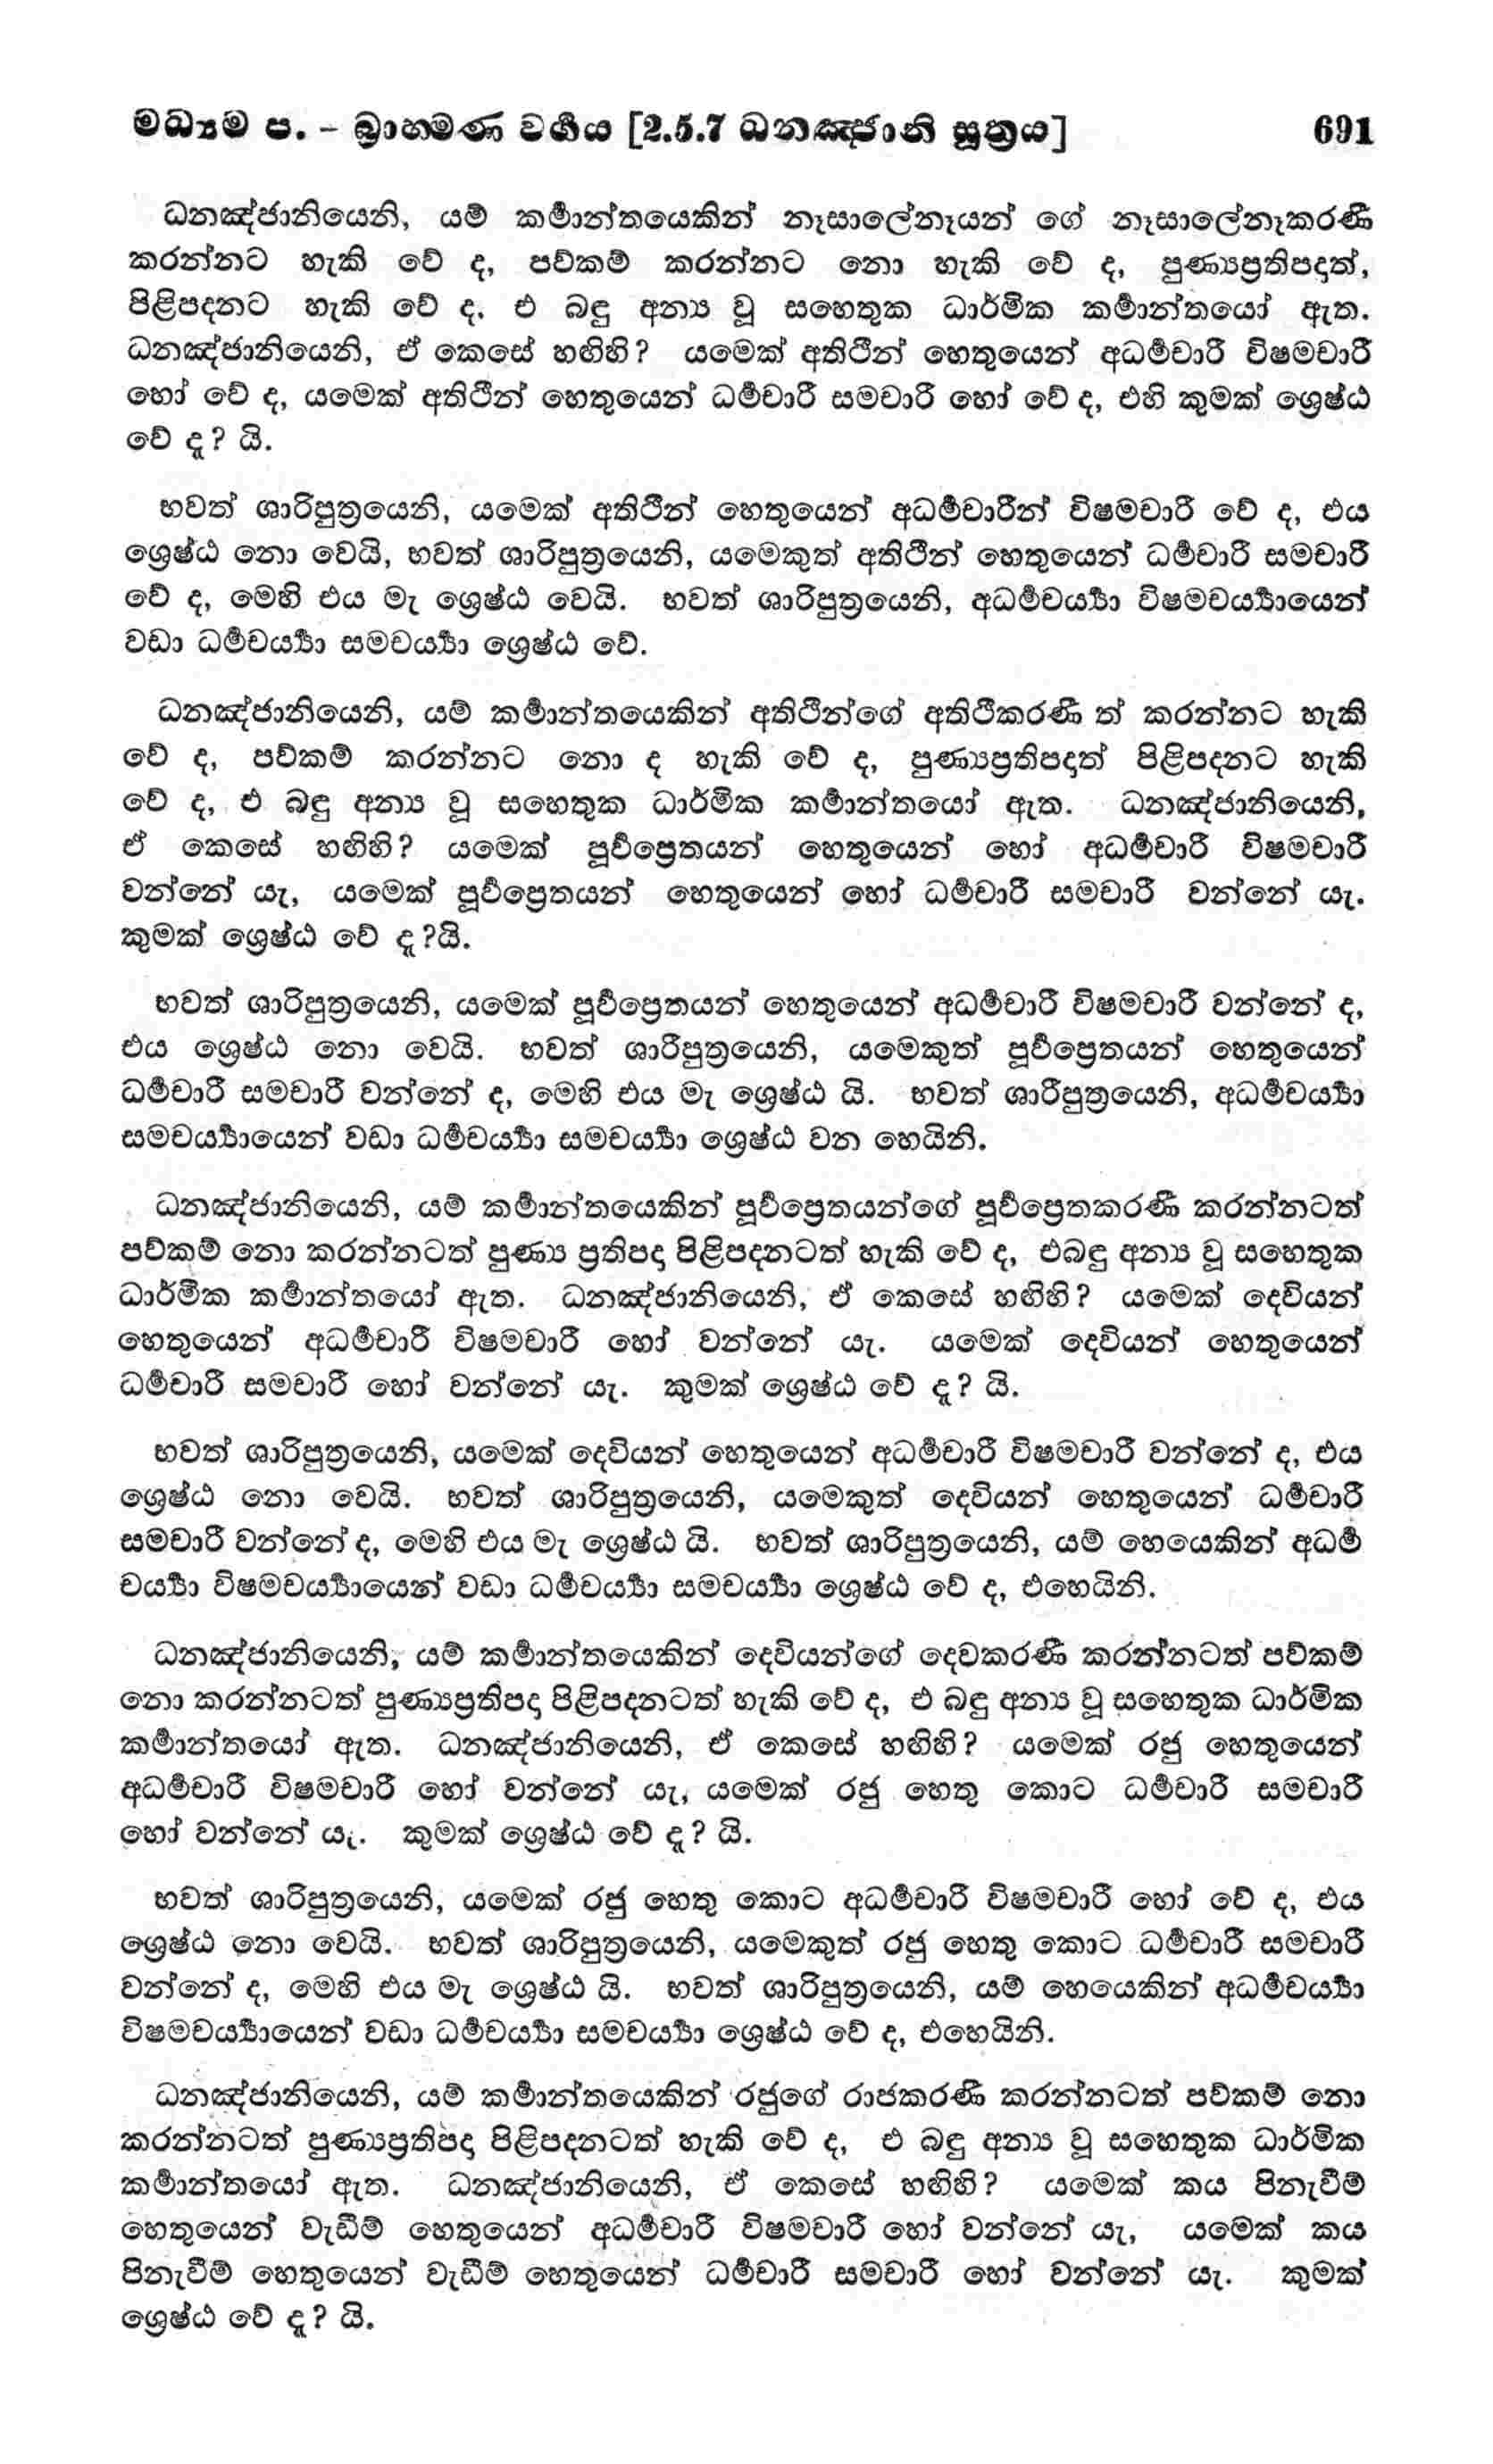 මධ්‍යම ප. - බ්‍රාහමණ වර්‍ගය [2.5.7 ධනඤ්ජානි සූත්‍රය] 691
ධනඤ්ජානියෙනි, යම් කර්‍මාන්තයෙකින් නෑසාලේනෑයන් ගේ නෑසාලේනෑකරණී
කරන්නට හැකි වේ ද, පව්කම් කරන්නට නො හැකි වේ ද, පුණ්‍යප්‍රතිපදාත්,
පිළිපදනට හැකි වේ ද. එ බඳු අන්‍ය වූ සහෙතුක ධාර්මික කර්‍මාන්තයෝ ඇත.
ධනඤ්ජානියෙනි, ඒ කෙසේ හඟිහි? යමෙක් අතිථීන් හෙතුයෙන් අධර්‍මචාරී විෂමචාරී
හෝ වේ ද, යමෙක් අතිථීන් හෙතුයෙන් ධර්‍මචාරී සමචාරී හෝ වේ ද, එහි කුමක් ශ්‍රෙෂ්ඨ
වේ දැ? යි.
භවත් ශාරිපුත්‍රයෙනි, යමෙක් අතිථීන් හෙතුයෙන් අධර්‍මචාරීන් විෂමචාරී වේ ද, එය
ශ්‍රෙෂ්ඨ නො වෙයි, භවත් ශාරිපුත්‍රයෙනි, යමෙකුත් අතිථීන් හෙතුයෙන් ධර්‍මචාරී සමචාරී
වේ ද, මෙහි එය මැ ශ්‍රෙෂ්ඨ වෙයි. භවත් ශාරිපුත්‍රයෙනි, අධර්‍මචර්‍ය්‍යා විෂමචර්‍ය්‍යායෙන්
වඩා ධර්‍මචර්‍ය්‍යා සමචර්‍ය්‍යා ශ්‍රෙෂ්ඨ වේ.
ධනඤ්ජානියෙනි, යම් කර්‍මාන්තයෙකින් අතිථීන්ගේ අතිථිකරණී ත් කරන්නට හැකි
වේ ද, පව්කම් කරන්නට නො ද හැකි වේ ද, පුණ්‍යප්‍රතිපදාත් පිළිපදනට හැකි
වේ ද, එ බඳු අන්‍ය වූ සහෙතුක ධාර්මික කර්‍මාන්තයෝ ඇත. ධනඤ්ජානියෙනි,
ඒ කෙසේ හඟිහි? යමෙක් පූර්‍වප්‍රෙතයන් හෙතුයෙන් හෝ අධර්‍මචාරී විෂමචාරී
වන්නේ යැ, යමෙක් පූර්‍වප්‍රෙතයන් හෙතුයෙන් හෝ ධර්‍මචාරී සමචාරී වන්නේ යැ.
කුමක් ශ්‍රෙෂ්ඨ වේ දැ?යි.
භවත් ශාරිපුත්‍රයෙනි, යමෙක් පූර්‍වප්‍රෙතයන් හෙතුයෙන් අධර්‍මචාරී විෂමචාරී වන්නේ ද,
එය ශ්‍රෙෂ්ඨ නො වෙයි. භවත් ශාරීපුත්‍රයෙනි, යමෙකුත් පූර්‍වප්‍රෙතයන් හෙතුයෙන්
ධර්‍මචාරී සමචාරී වන්නේ ද, මෙහි එය මැ ශ්‍රෙෂ්ඨ යි. භවත් ශාරීපුත්‍රයෙනි, අධර්‍මචර්‍ය්‍යා
සමචර්‍ය්‍යායෙන් වඩා ධර්‍මචර්‍ය්‍යා සමචර්‍ය්‍යා ශ්‍රෙෂ්ඨ වන හෙයිනි.
ධනඤ්ජානියෙනි, යම් කර්‍මාන්තයෙකින් පූර්‍වප්‍රෙතයන්ගේ පූර්‍වප්‍රෙතකරණී කරන්නටත්
පව්කම් නො කරන්නටත් පුණ්‍ය ප්‍රතිපදා පිළිපදනටත් හැකි වේ ද, එබඳු අන්‍ය වූ සහෙතුක
ධාර්මික කර්‍මාන්තයෝ ඇත. ධනඤ්ජානියෙනි, ඒ කෙසේ හඟිහි? යමෙක් දෙවියන්
හෙතුයෙන් අධර්‍මචාරී විෂමචාරී හෝ වන්නේ යැ. යමෙක් දෙවියන් හෙතුයෙන්
ධර්‍මචාරී සමචාරී හෝ වන්නේ යැ. කුමක් ශ්‍රෙෂ්ඨ වේ දැ? යි.
භවත් ශාරිපුත්‍රයෙනි, යමෙක් දෙවියන් හෙතුයෙන් අධර්‍මචාරී විෂමචාරී වන්නේ ද, එය
ශ්‍රෙෂ්ඨ නො වෙයි. භවත් ශාරිපුත්‍රයෙනි, යමෙකුත් දෙවියන් හෙතුයෙන් ධර්‍මචාරී
සමචාරී වන්නේ ද, මෙහි එය මැ ශ්‍රෙෂ්ඨ යි. භවත් ශාරිපුත්‍රයෙනි, යම් හෙයෙකින් අධර්‍ම
චර්‍ය්‍යා විෂමචර්‍ය්‍යායෙන් වඩා ධර්‍මචර්‍ය්‍යා සමචර්‍ය්‍යා ශ්‍රෙෂ්ඨ වේ ද, එහෙයිනි.
ධනඤ්ජානියෙනි, යම් කර්‍මාන්තයෙකින් දෙවියන්ගේ දෙවකරණී කරන්නටත් පව්කම්
නො කරන්නටත් පුණ්‍යප්‍රතිපදා පිළිපදනටත් හැකි වේ ද, එ බඳු අන්‍ය වූ සහෙතුක ධාර්මික
කර්‍මාන්තයෝ ඇත. ධනඤ්ජානියෙනි, ඒ කෙසේ හඟිහි? යමෙක් රජු හෙතුයෙන්
අධර්‍මචාරී විෂමචාරී හෝ වන්නේ යැ, යමෙක් රජු හෙතු කොට ධර්‍මචාරී සමචාරී
හෝ වන්නේ යැ. කුමක් ශ්‍රෙෂ්ඨ වේ දැ? යි.
භවත් ශාරිපුත්‍රයෙනි, යමෙක් රජු හෙතු කොට අධර්‍මචාරී විෂමචාරී හෝ වේ ද, එය
ශ්‍රෙෂ්ඨ නො වෙයි. භවත් ශාරිපුත්‍රයෙනි, යමෙකුත් රජු හෙතු කොට ධර්‍මචාරී සමචාරී
වන්නේ ද, මෙහි එය මැ ශ්‍රෙෂ්ඨ යි. භවත් ශාරිපුත්‍රයෙනි, යම් හෙයෙකින් අධර්‍මචර්‍ය්‍යා
විෂමචර්‍ය්‍යායෙන් වඩා ධර්‍මචර්‍ය්‍යා සමචර්‍ය්‍යා ශ්‍රෙෂ්ඨ වේ ද, එහෙයිනි.
ධනඤ්ජානියෙනි, යම් කර්‍මාන්තයෙකින් රජුගේ රාජකරණී කරන්නටත් පව්කම් නො
කරන්නටත් පුණ්‍යප්‍රතිපදා පිළිපදනටත් හැකි වේ ද, එ බඳු අන්‍ය වූ සහෙතුක ධාර්මික
කර්‍මාන්තයෝ ඇත. ධනඤ්ජානියෙනි, ඒ කෙසේ හඟිහි? යමෙක් කය පිනැවීම්
හෙතුයෙන් වැඩීම් හෙතුයෙන් අධර්‍මචාරී විෂමචාරී හෝ වන්නේ යැ, යමෙක් කය
පිනැවීම් හෙතුයෙන් වැඩීම් හෙතුයෙන් ධර්‍මචාරී සමචාරී හෝ වන්නේ යැ. කුමක්
ශ්‍රෙෂ්ඨ වේ දැ? යි.